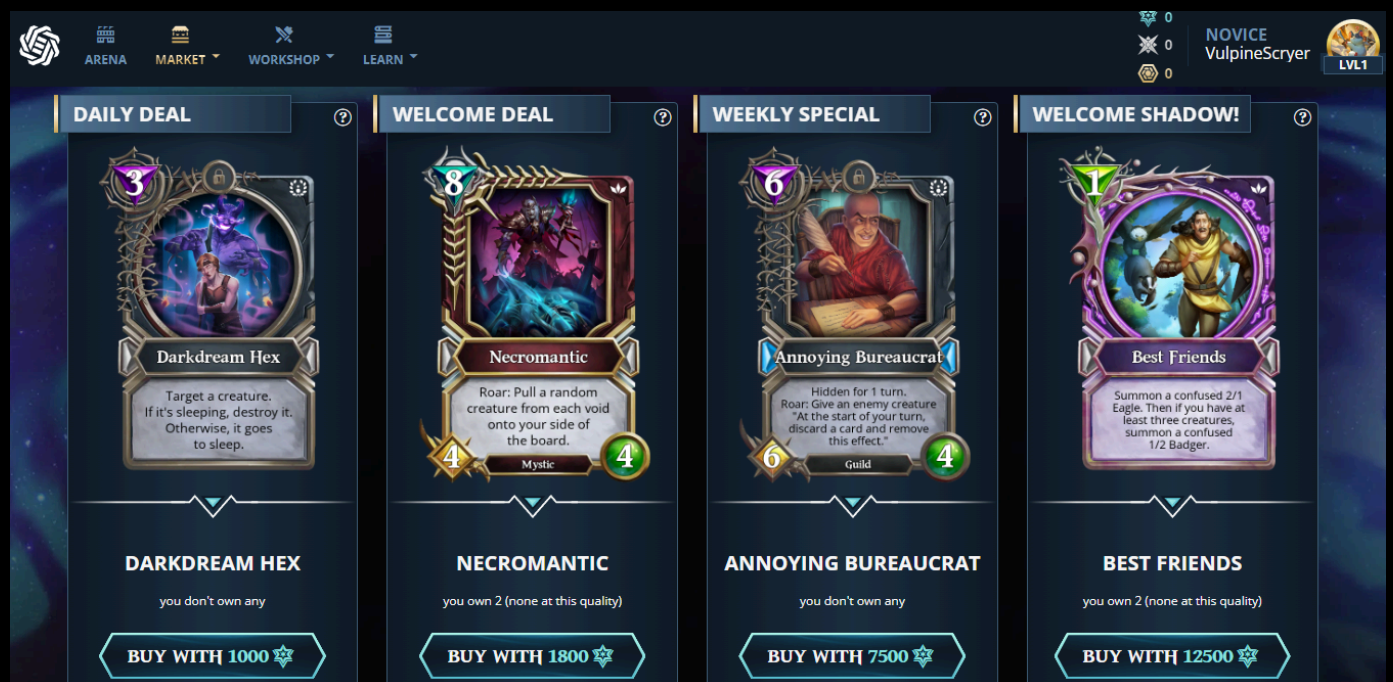 0
ARENA
MARKET
WORKSHOP
LEARN
0
0
NOVICE
VulpineScryer
LVL1
DAILY DEAL
?
3
Darkdream Hex
Target a creature.
If it's sleeping, destroy it.
Otherwise, it goes
to sleep.
DARKDREAM HEX
you don't own any
BUY WITH 1000
WELCOME DEAL
?
8
Necromantic
Roar: Pull a random
creature from each void
onto your side of
the board.
4
Mystic
4
NECROMANTIC
you own 2 (none at this quality)
BUY WITH 1800
WEEKLY SPECIAL
?
6
Annoying Bureaucrat
Hidden for 1 turn.
Roar: Give an enemy creature
"At the start of your turn,
discard a card and remove
this effect."
6
Guild
4
ANNOYING BUREAUCRAT
you don't own any
BUY WITH 7500
WELCOME SHADOW!
?
1
Best Friends
Summon a confused 2/1
Eagle. Then if you have at
least three creatures,
summon a confused
1/2 Badger.
BEST FRIENDS
you own 2 (none at this quality)
BUY WITH 12500